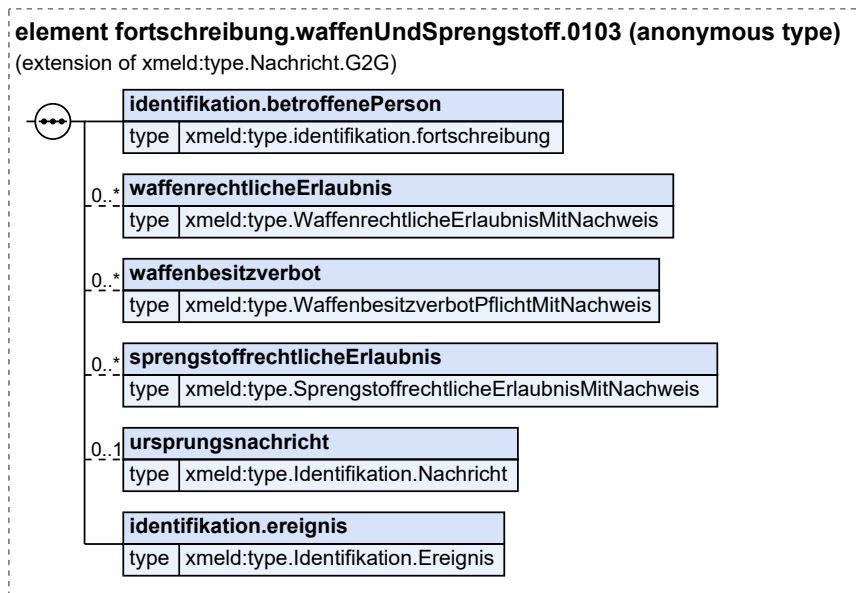 element fortschreibung.waffenUndSprengstoff.0103 (anonymous type)
(extension of xmeld:type.Nachricht.G2G)
identifikation.betroffenePerson
type xmeld:type.identifikation.fortschreibung
0..* waffenrechtlicheErlaubnis
type xmeld:type.WaffenrechtlicheErlaubnisMitNachweis
0..* waffenbesitzverbot
type xmeld:type.WaffenbesitzverbotPflichtMitNachweis
0..* sprengstoffrechtlicheErlaubnis
type xmeld:type.SprengstoffrechtlicheErlaubnisMitNachweis
0..1 ursprungsnachricht
type xmeld:type.Identifikation.Nachricht
identifikation.ereignis
type xmeld:type.Identifikation.Ereignis